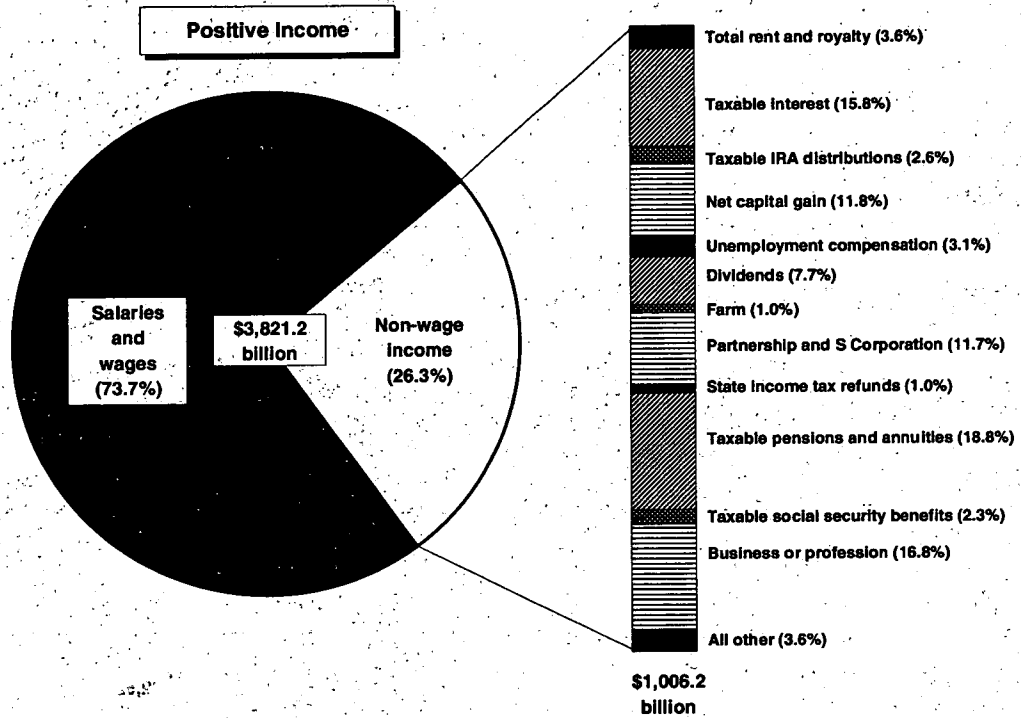 Positive Income
Salaries
and
wages
(73.7%)
$3,821.2
billion
Non-wage
income
(26.3%)
Total rent and royalty (3.6%)
Taxable interest (15.8%)
Taxable IRA distributions (2.6%)
Net capital gain (11.8%)
Unemployment compensation (3.1%)
Dividends (7.7%)
Farm (1.0%)
Partnership and S Corporation (11.7%)
State income tax refunds (1.0%)
Taxable pensions and annuities (18.8%)
Taxable social security benefits (2.3%)
Business or profession (16.8%)
All other (3.6%)
$1,006.2
billion